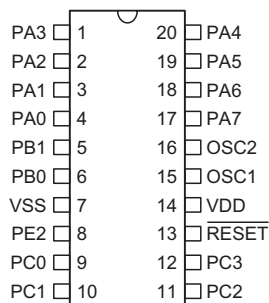 PA3 1 20 PA4
PA2 2 19 PA5
PA1 3 18 PA6
PA0 4 17 PA7
PB1 5 16 OSC2
PB0 6 15 OSC1
VSS 7 14 VDD
PE2 8 13 RESET
PC0 9 12 PC3
PC1 10 11 PC2